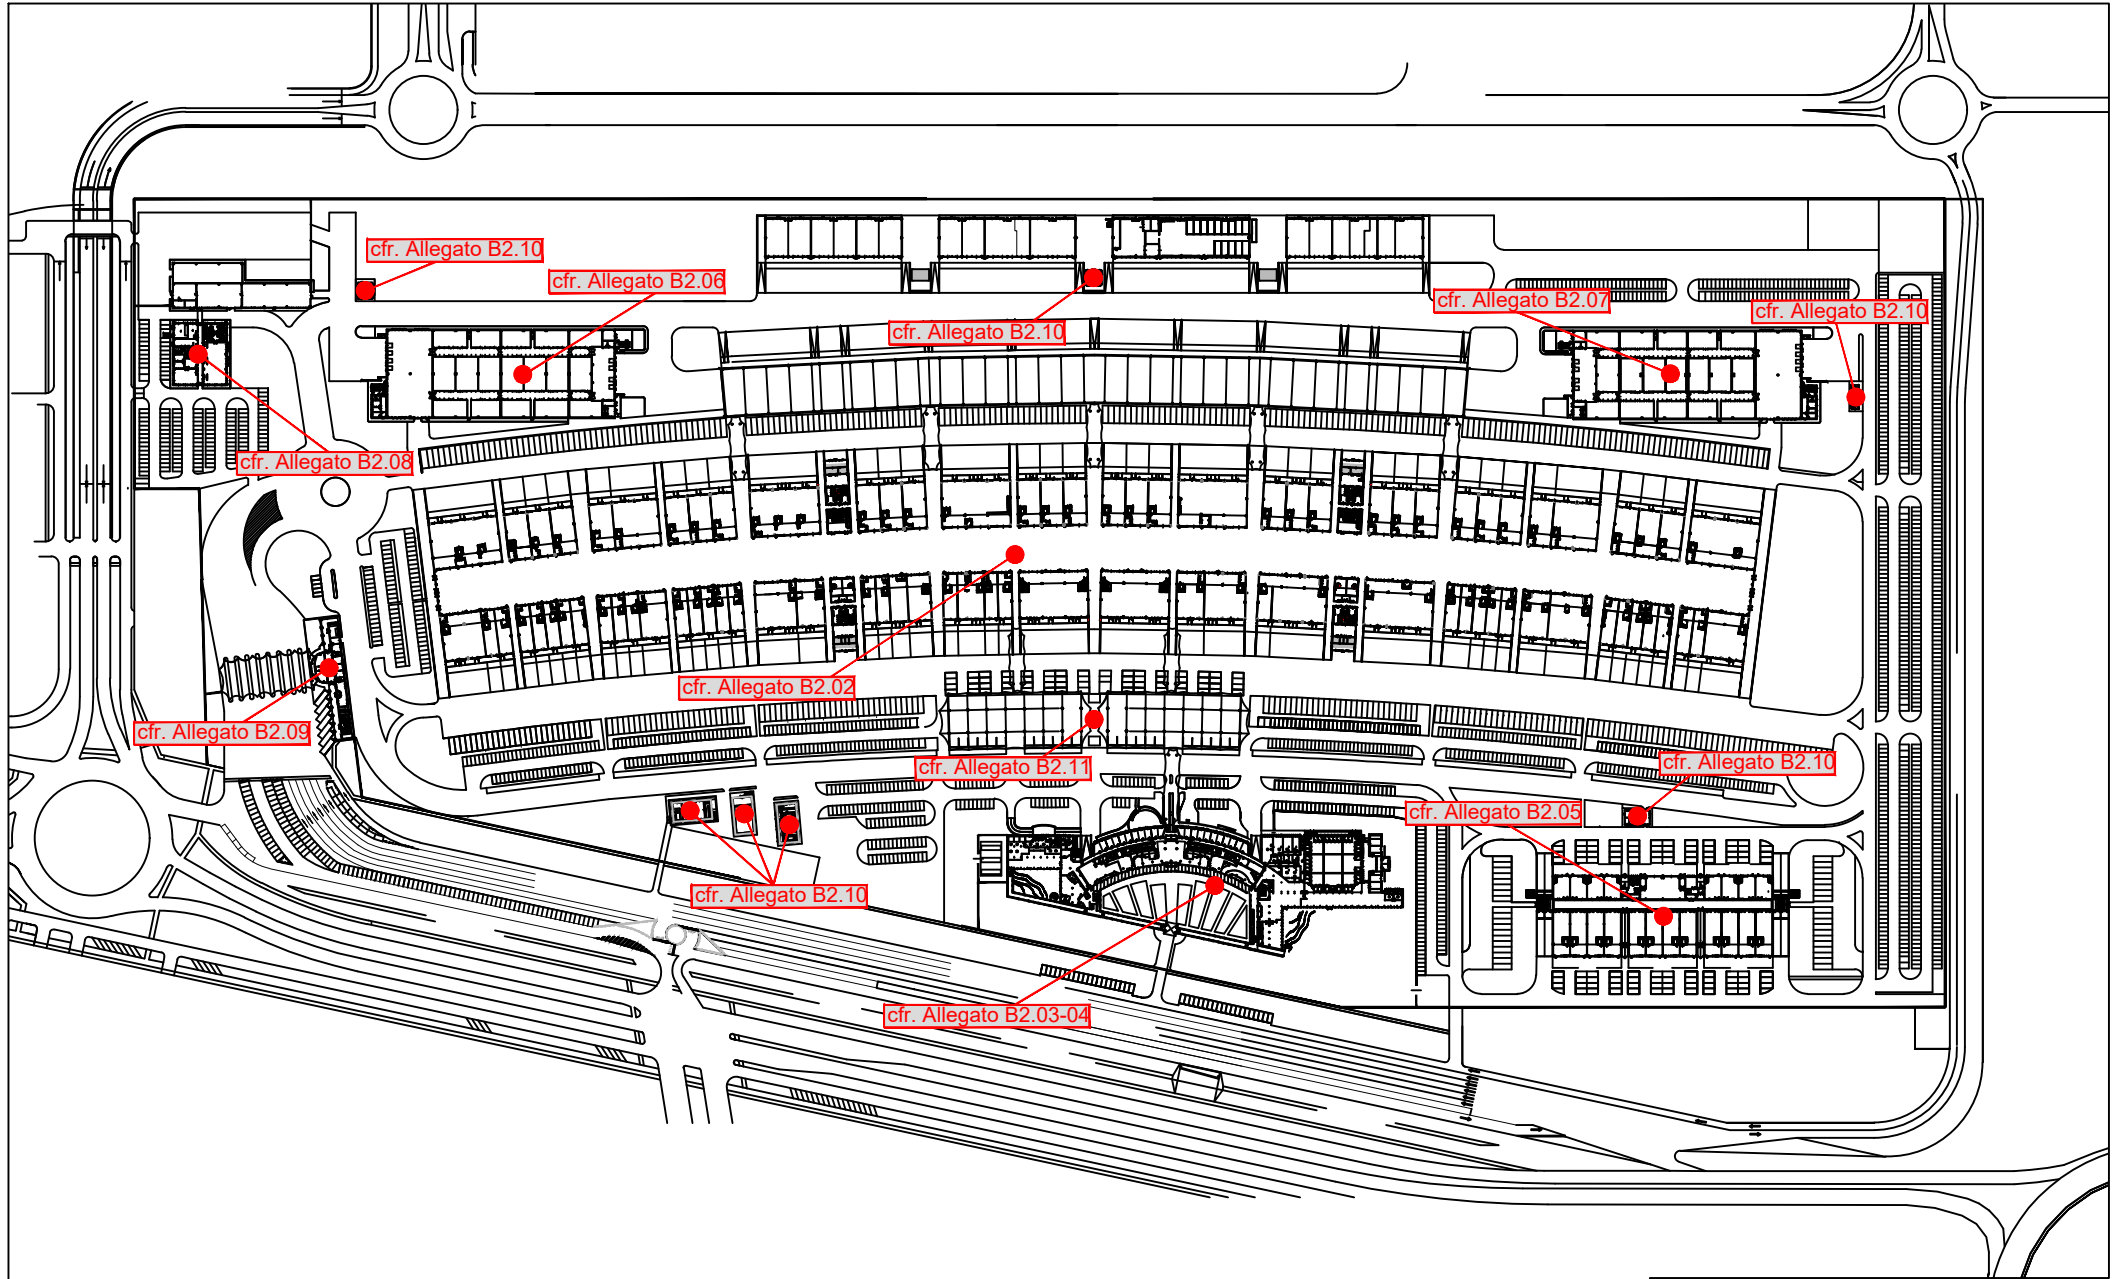 cfr. Allegato B2.10
cfr. Allegato B2.06
cfr. Allegato B2.07
cfr. Allegato B2.10
cfr. Allegato B2.10
cfr. Allegato B2.08
cfr. Allegato B2.02
cfr. Allegato B2.09
cfr. Allegato B2.11
cfr. Allegato B2.10
cfr. Allegato B2.05
cfr. Allegato B2.10
cfr. Allegato B2.03-04